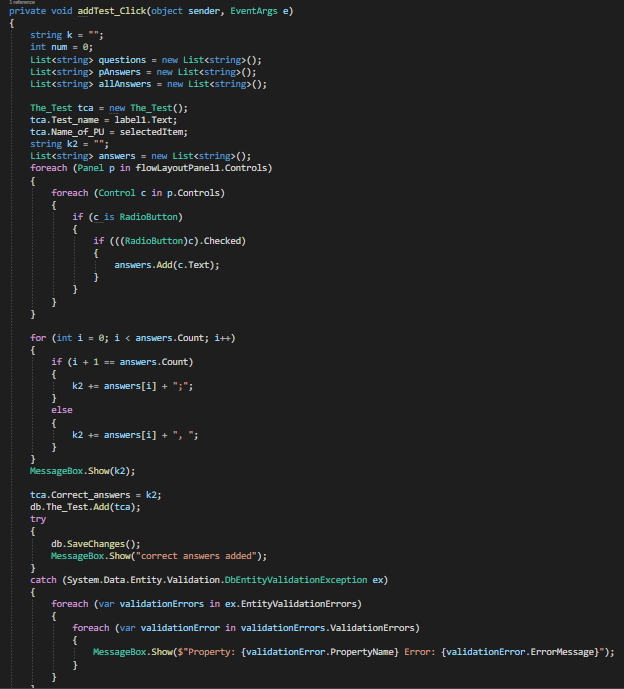 1 reference
private void addTest_Click(object sender, EventArgs e)
{
string k = "";
int num = 0;
List<string> questions = new List<string>();
List<string> pAnswers = new List<string>();
List<string> allAnswers = new List<string>();
The_Test tca = new The_Test();
tca.Test_name = label1.Text;
tca.Name_of_PU = selectedItem;
string k2 = "";
List<string> answers = new List<string>();
foreach (Panel p in flowLayoutPanel1.Controls)
{
foreach (Control c in p.Controls)
{
if (c is RadioButton)
{
if (((RadioButton)c).Checked)
{
answers.Add(c.Text);
}
}
}
}
for (int i = 0; i < answers.Count; i++)
{
if (i + 1 == answers.Count)
{
k2 += answers[i] + ";";
}
else
{
k2 += answers[i] + ", ";
}
}
MessageBox.Show(k2);
tca.Correct_answers = k2;
db.The_Test.Add(tca);
try
{
db.SaveChanges();
MessageBox.Show("correct answers added");
}
catch (System.Data.Entity.Validation.DbEntityValidationException ex)
{
foreach (var validationErrors in ex.EntityValidationErrors)
{
foreach (var validationError in validationErrors.ValidationErrors)
{
MessageBox.Show($"Property: {validationError.PropertyName} Error: {validationError.ErrorMessage}");
}
}
}